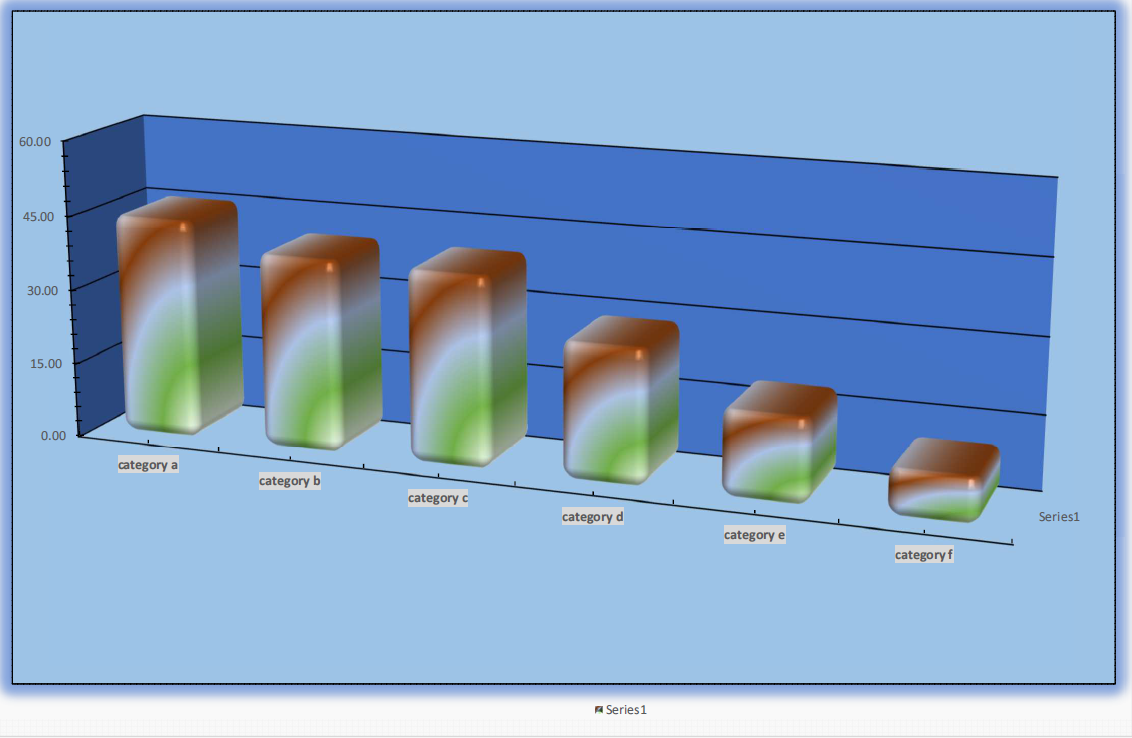 60.00
45.00
30.00
15.00
0.00
category a
category b
category c
category d
category e
category f
Series1
Series1